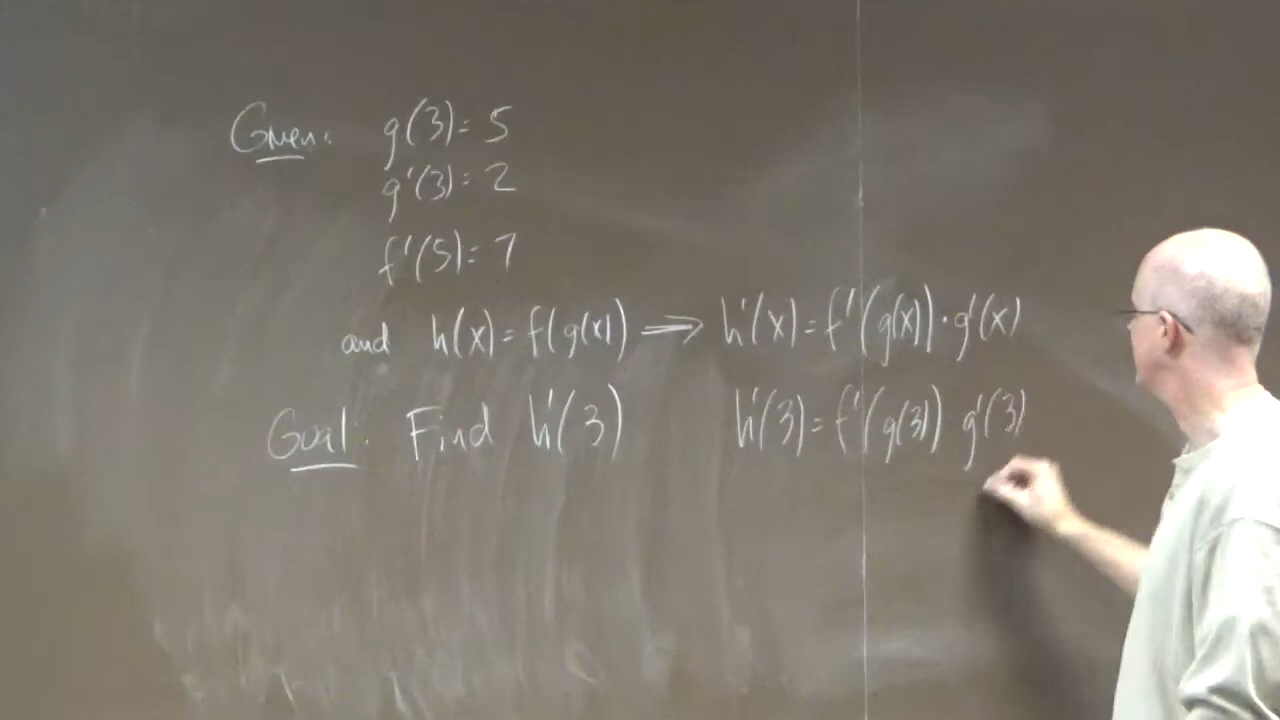 Given: g(3) = 5
g'(3) = 2
f'(5) = 7
and h(x) = f(g(x)) ⟹ h'(x) = f'(g(x)) · g'(x)
Goal. Find h'(3) h'(3) = f'(g(3)) g'(3)